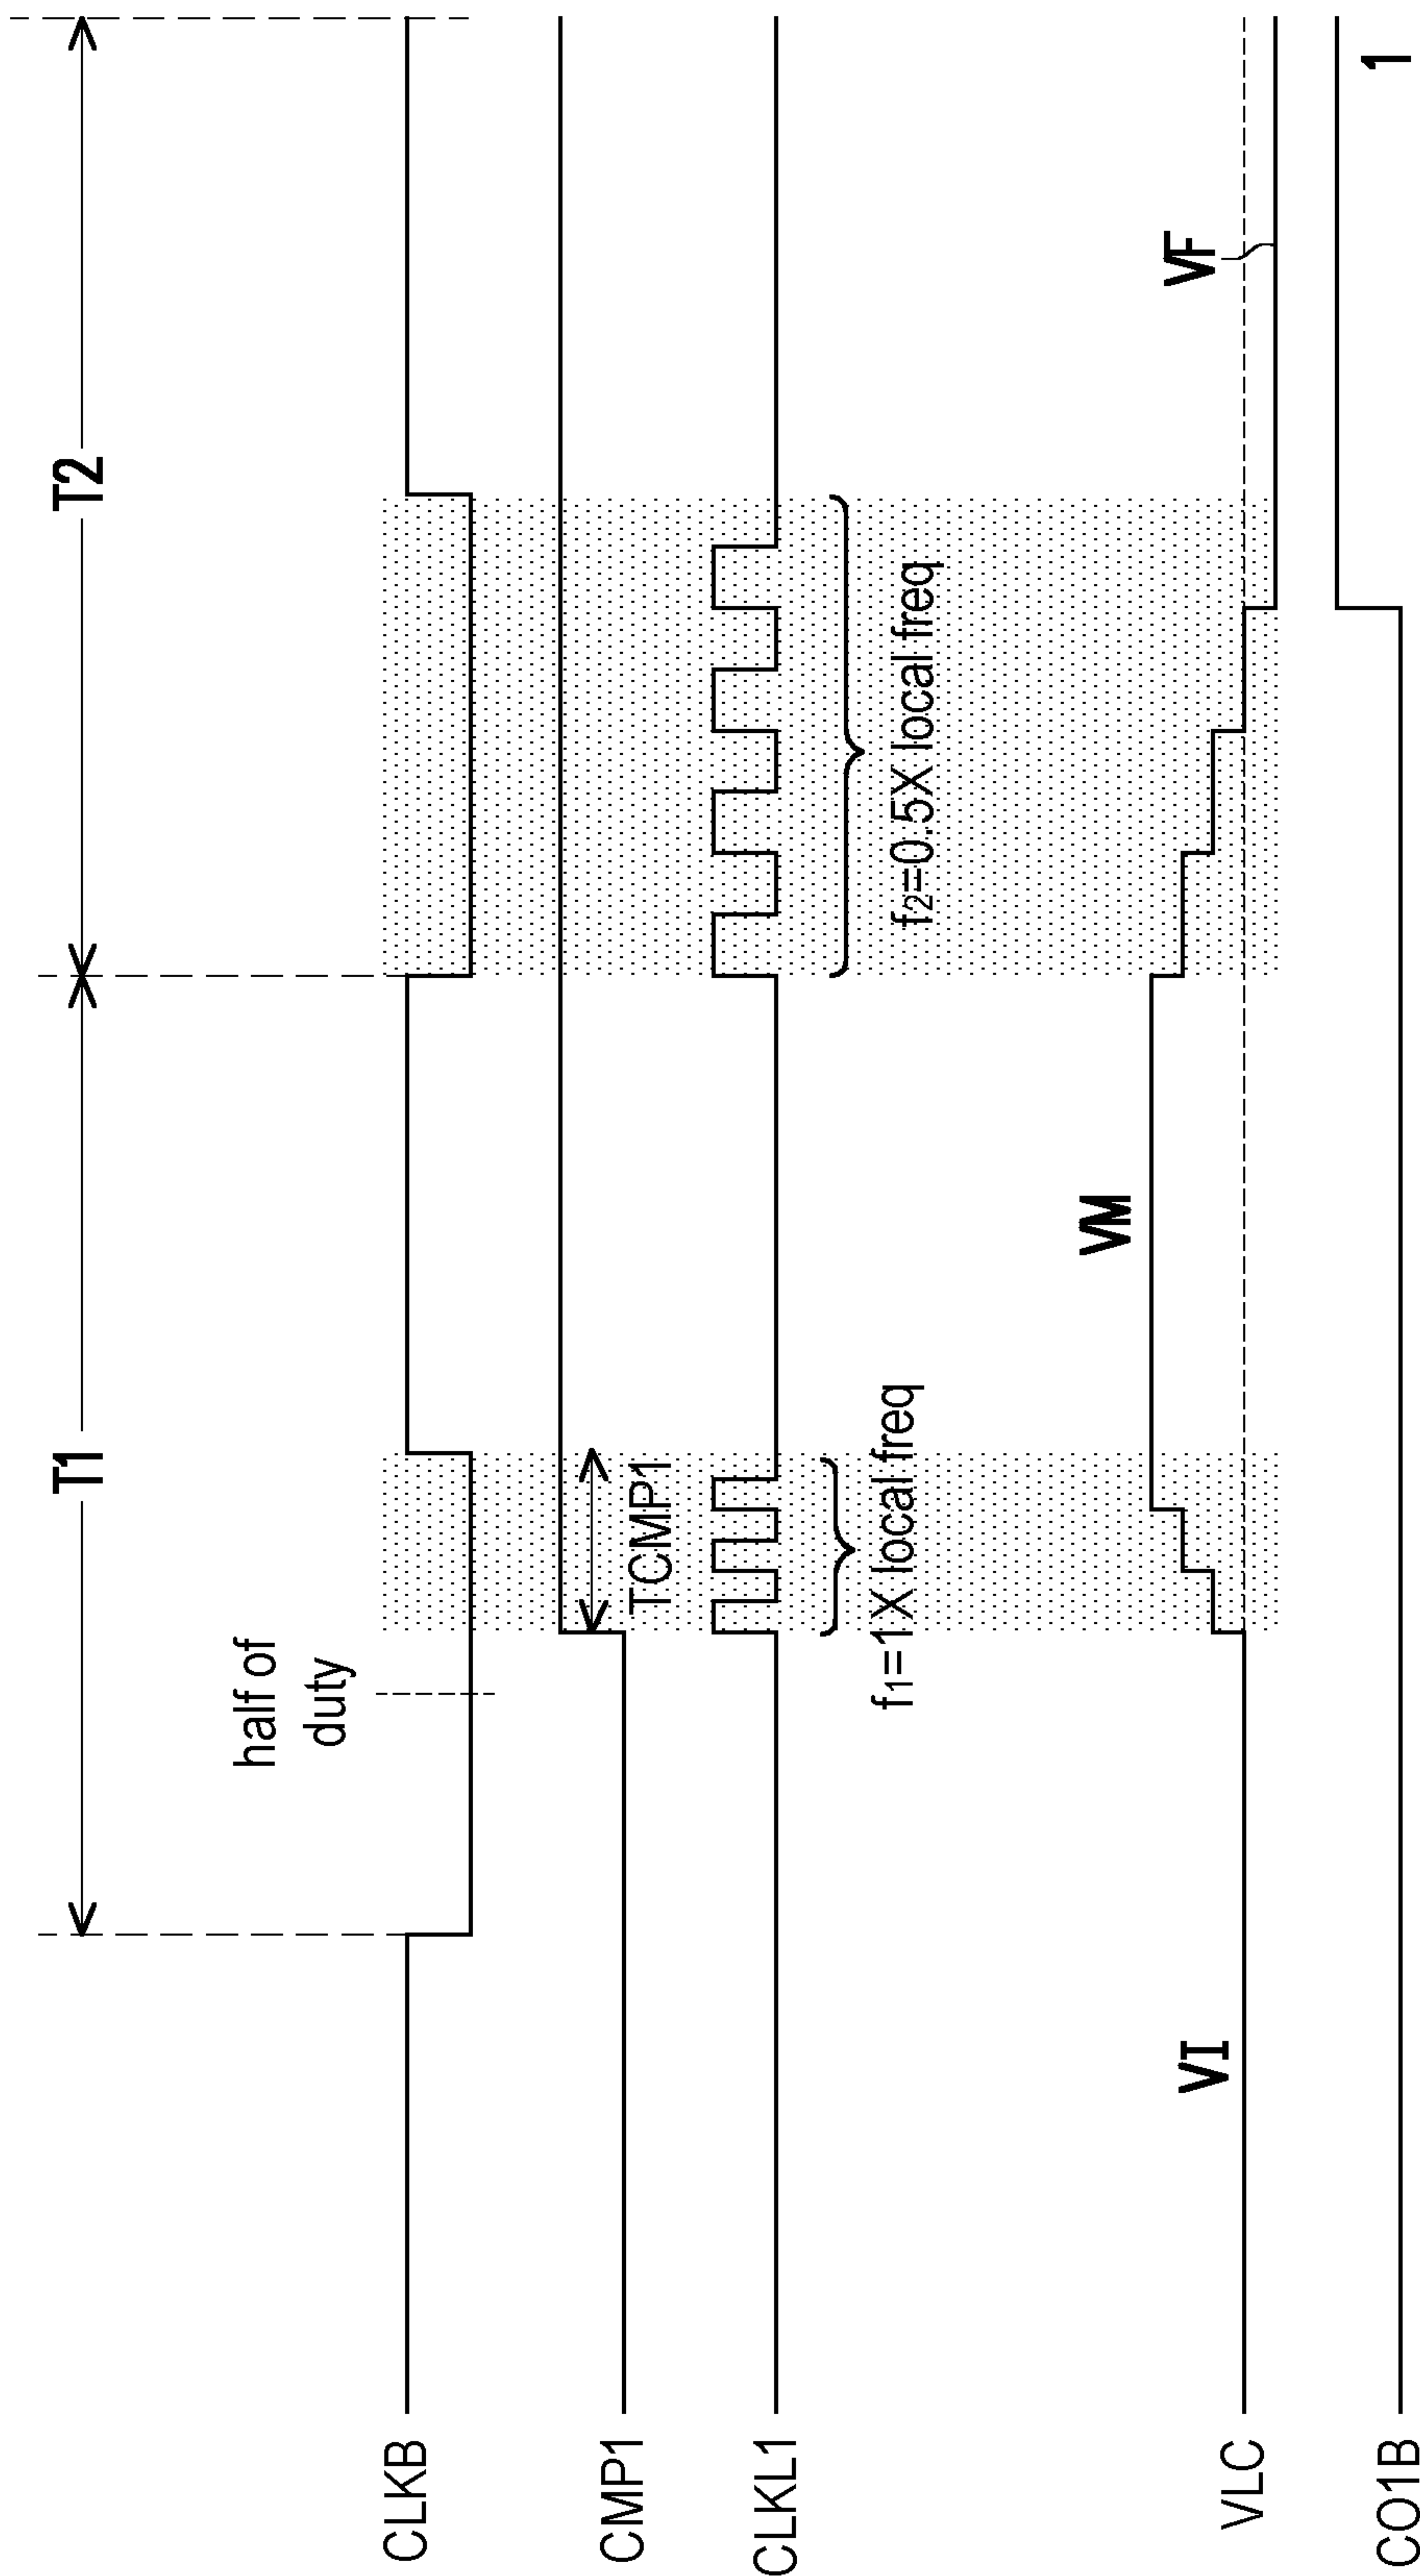 T1
T2
half of
duty
CLKB
CMP1
TCMP1
CLKL1
f1=1X local freq
f2=0.5X local freq
VM
VF
VI
VLC
1
CO1B